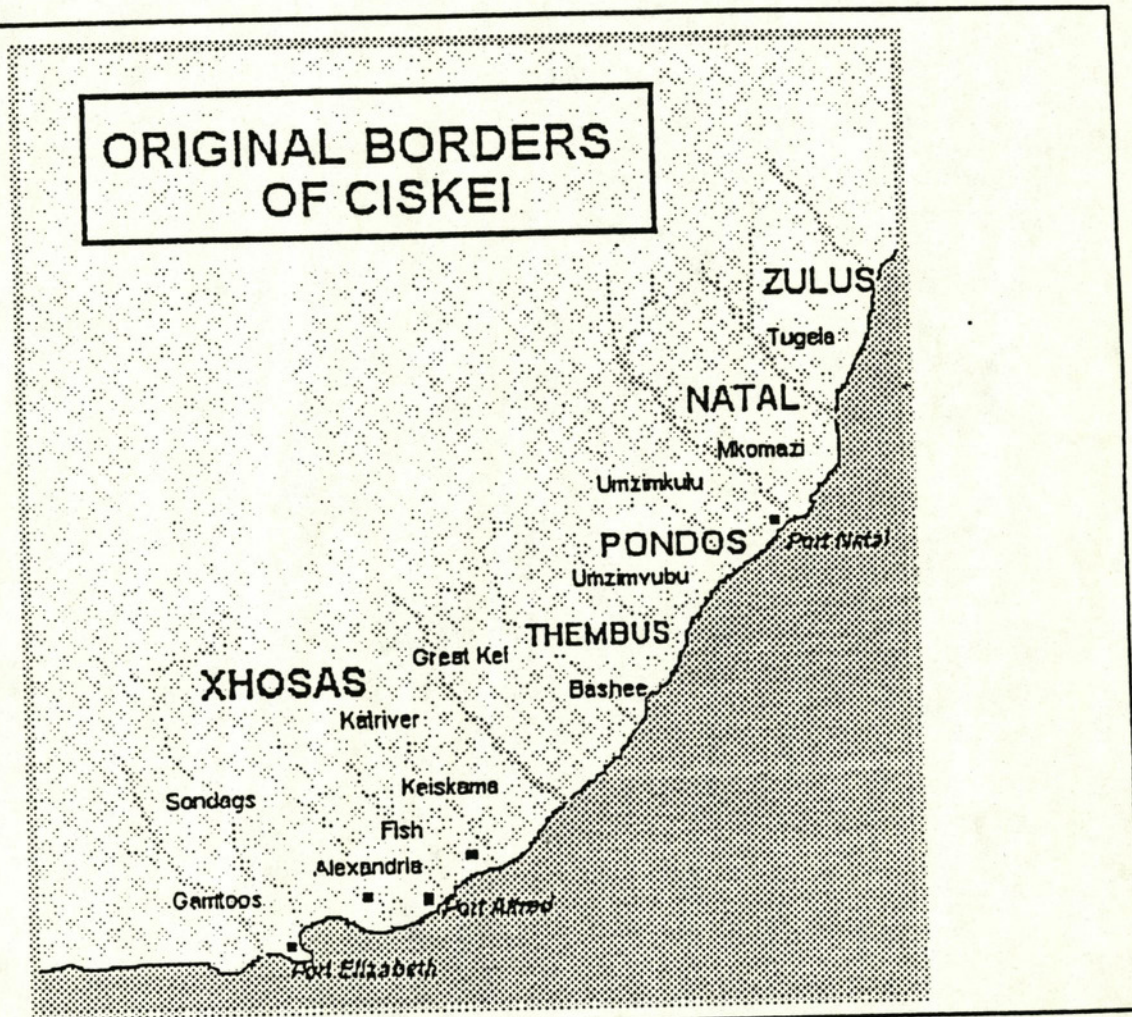 ORIGINAL BORDERS
OF CISKEI
ZULUS
Tugela
NATAL
Mkomazi
Umzimkulu
PONDOS
Port Natal
Umzimvubu
THEMBUS
Great Kei
XHOSAS
Bashee
Katriver
Keiskama
Sondags
Fish
Alexandria
Gamtoos
Port Alfred
Port Elizabeth